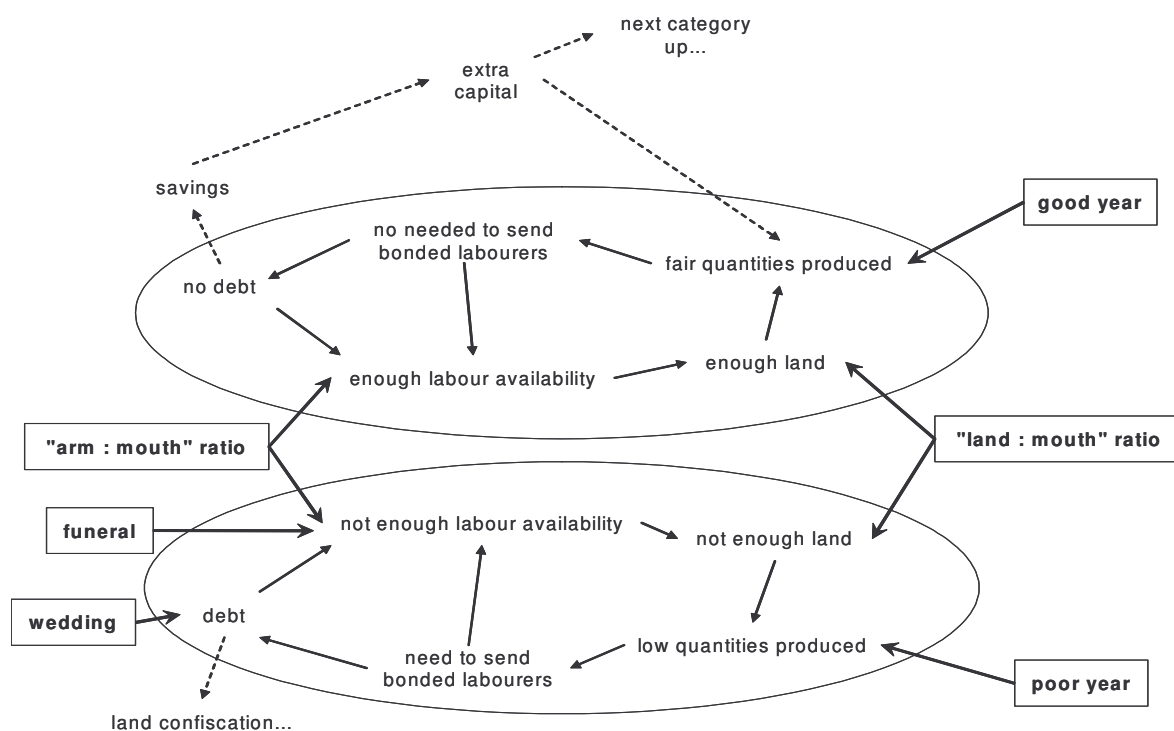 next category
up...
extra
capital
savings
good year
no needed to send
bonded labourers
fair quantities produced
no debt
enough land
enough labour availability
"arm : mouth" ratio
"land : mouth" ratio
funeral
not enough labour availability
not enough land
wedding
debt
low quantities produced
need to send
bonded labourers
poor year
land confiscation...